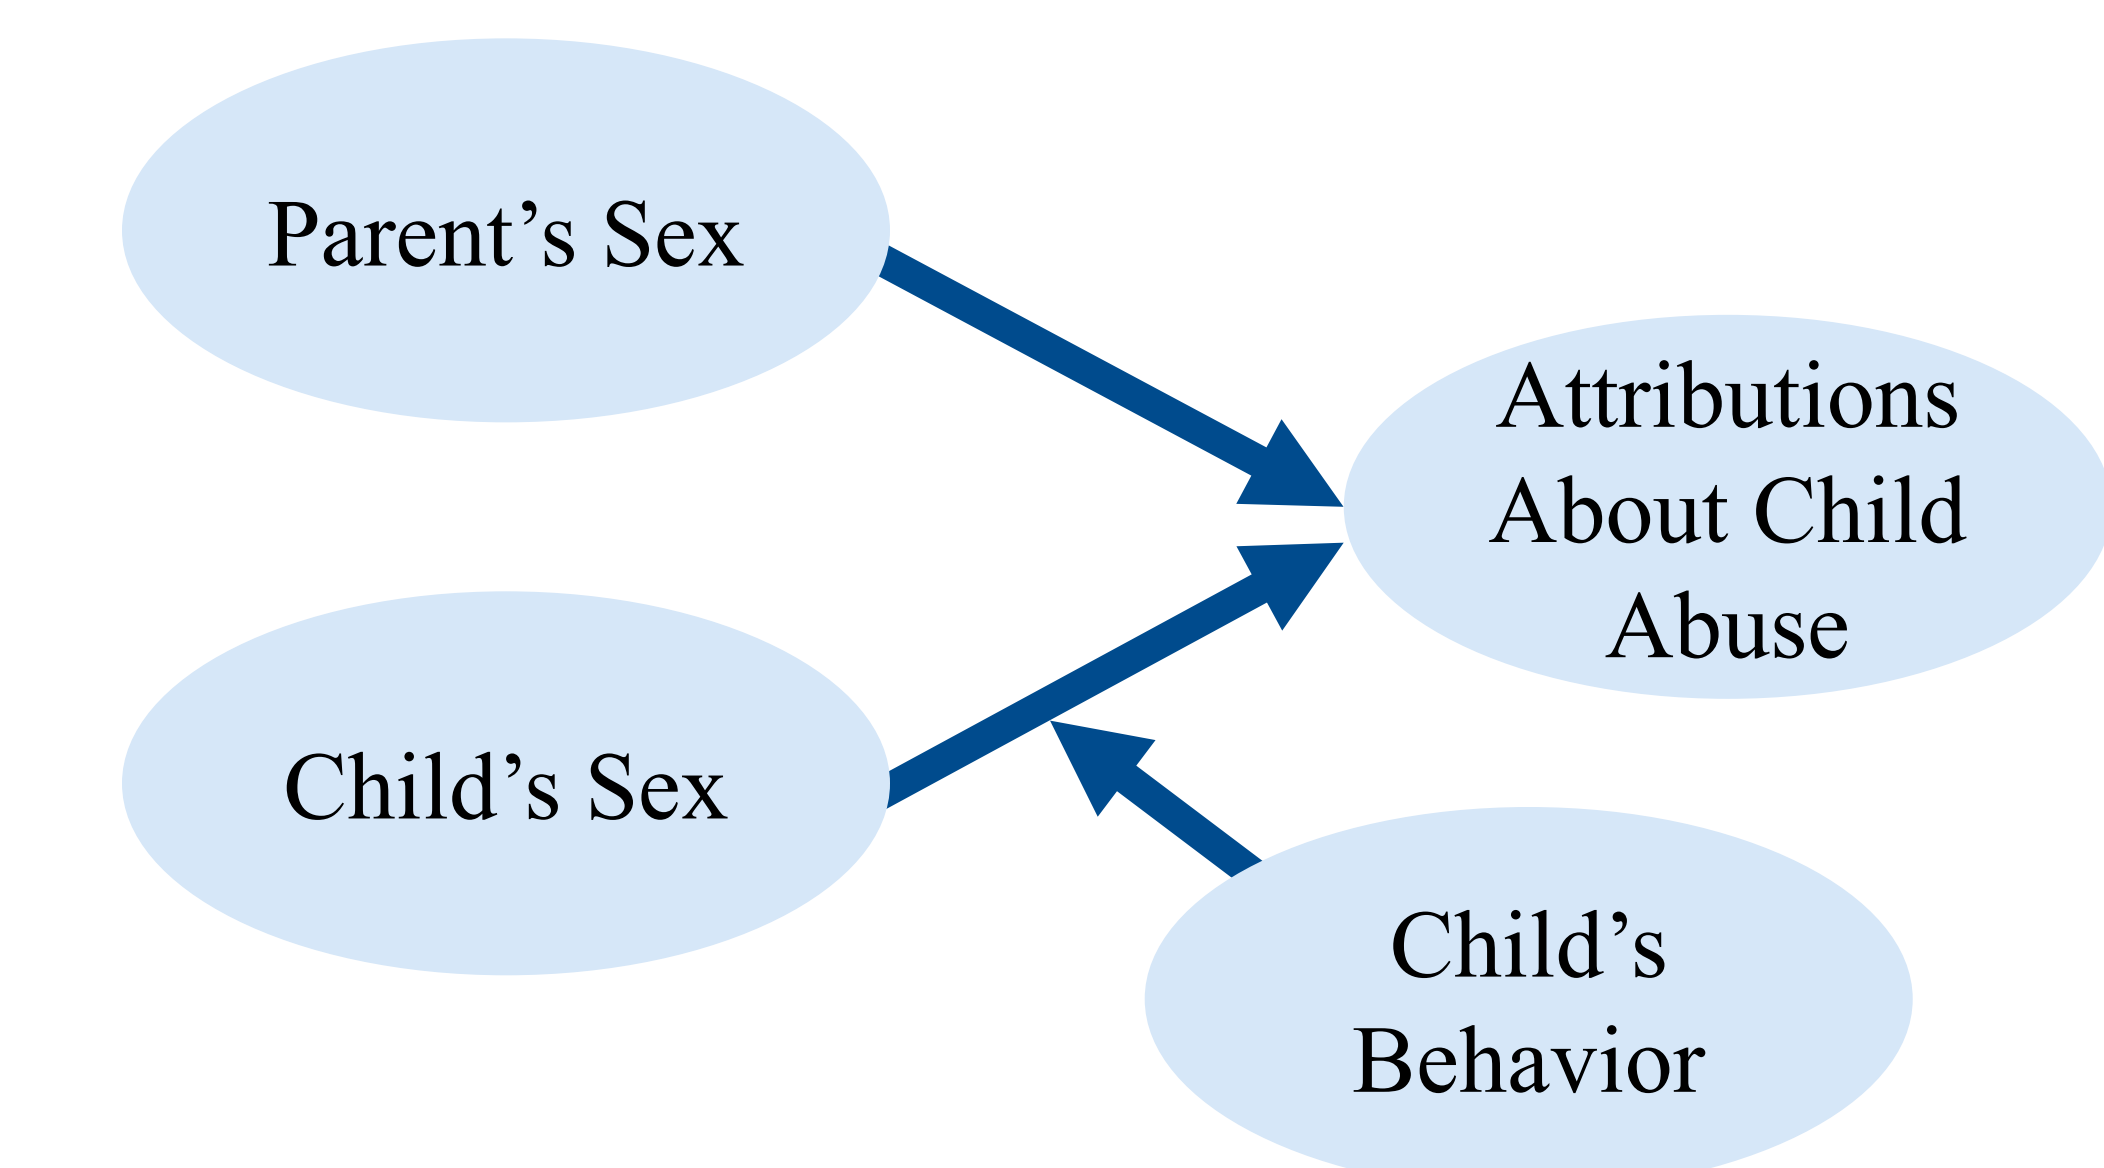 Parent’s Sex
Attributions
About Child
Abuse
Child’s Sex
Child’s
Behavior